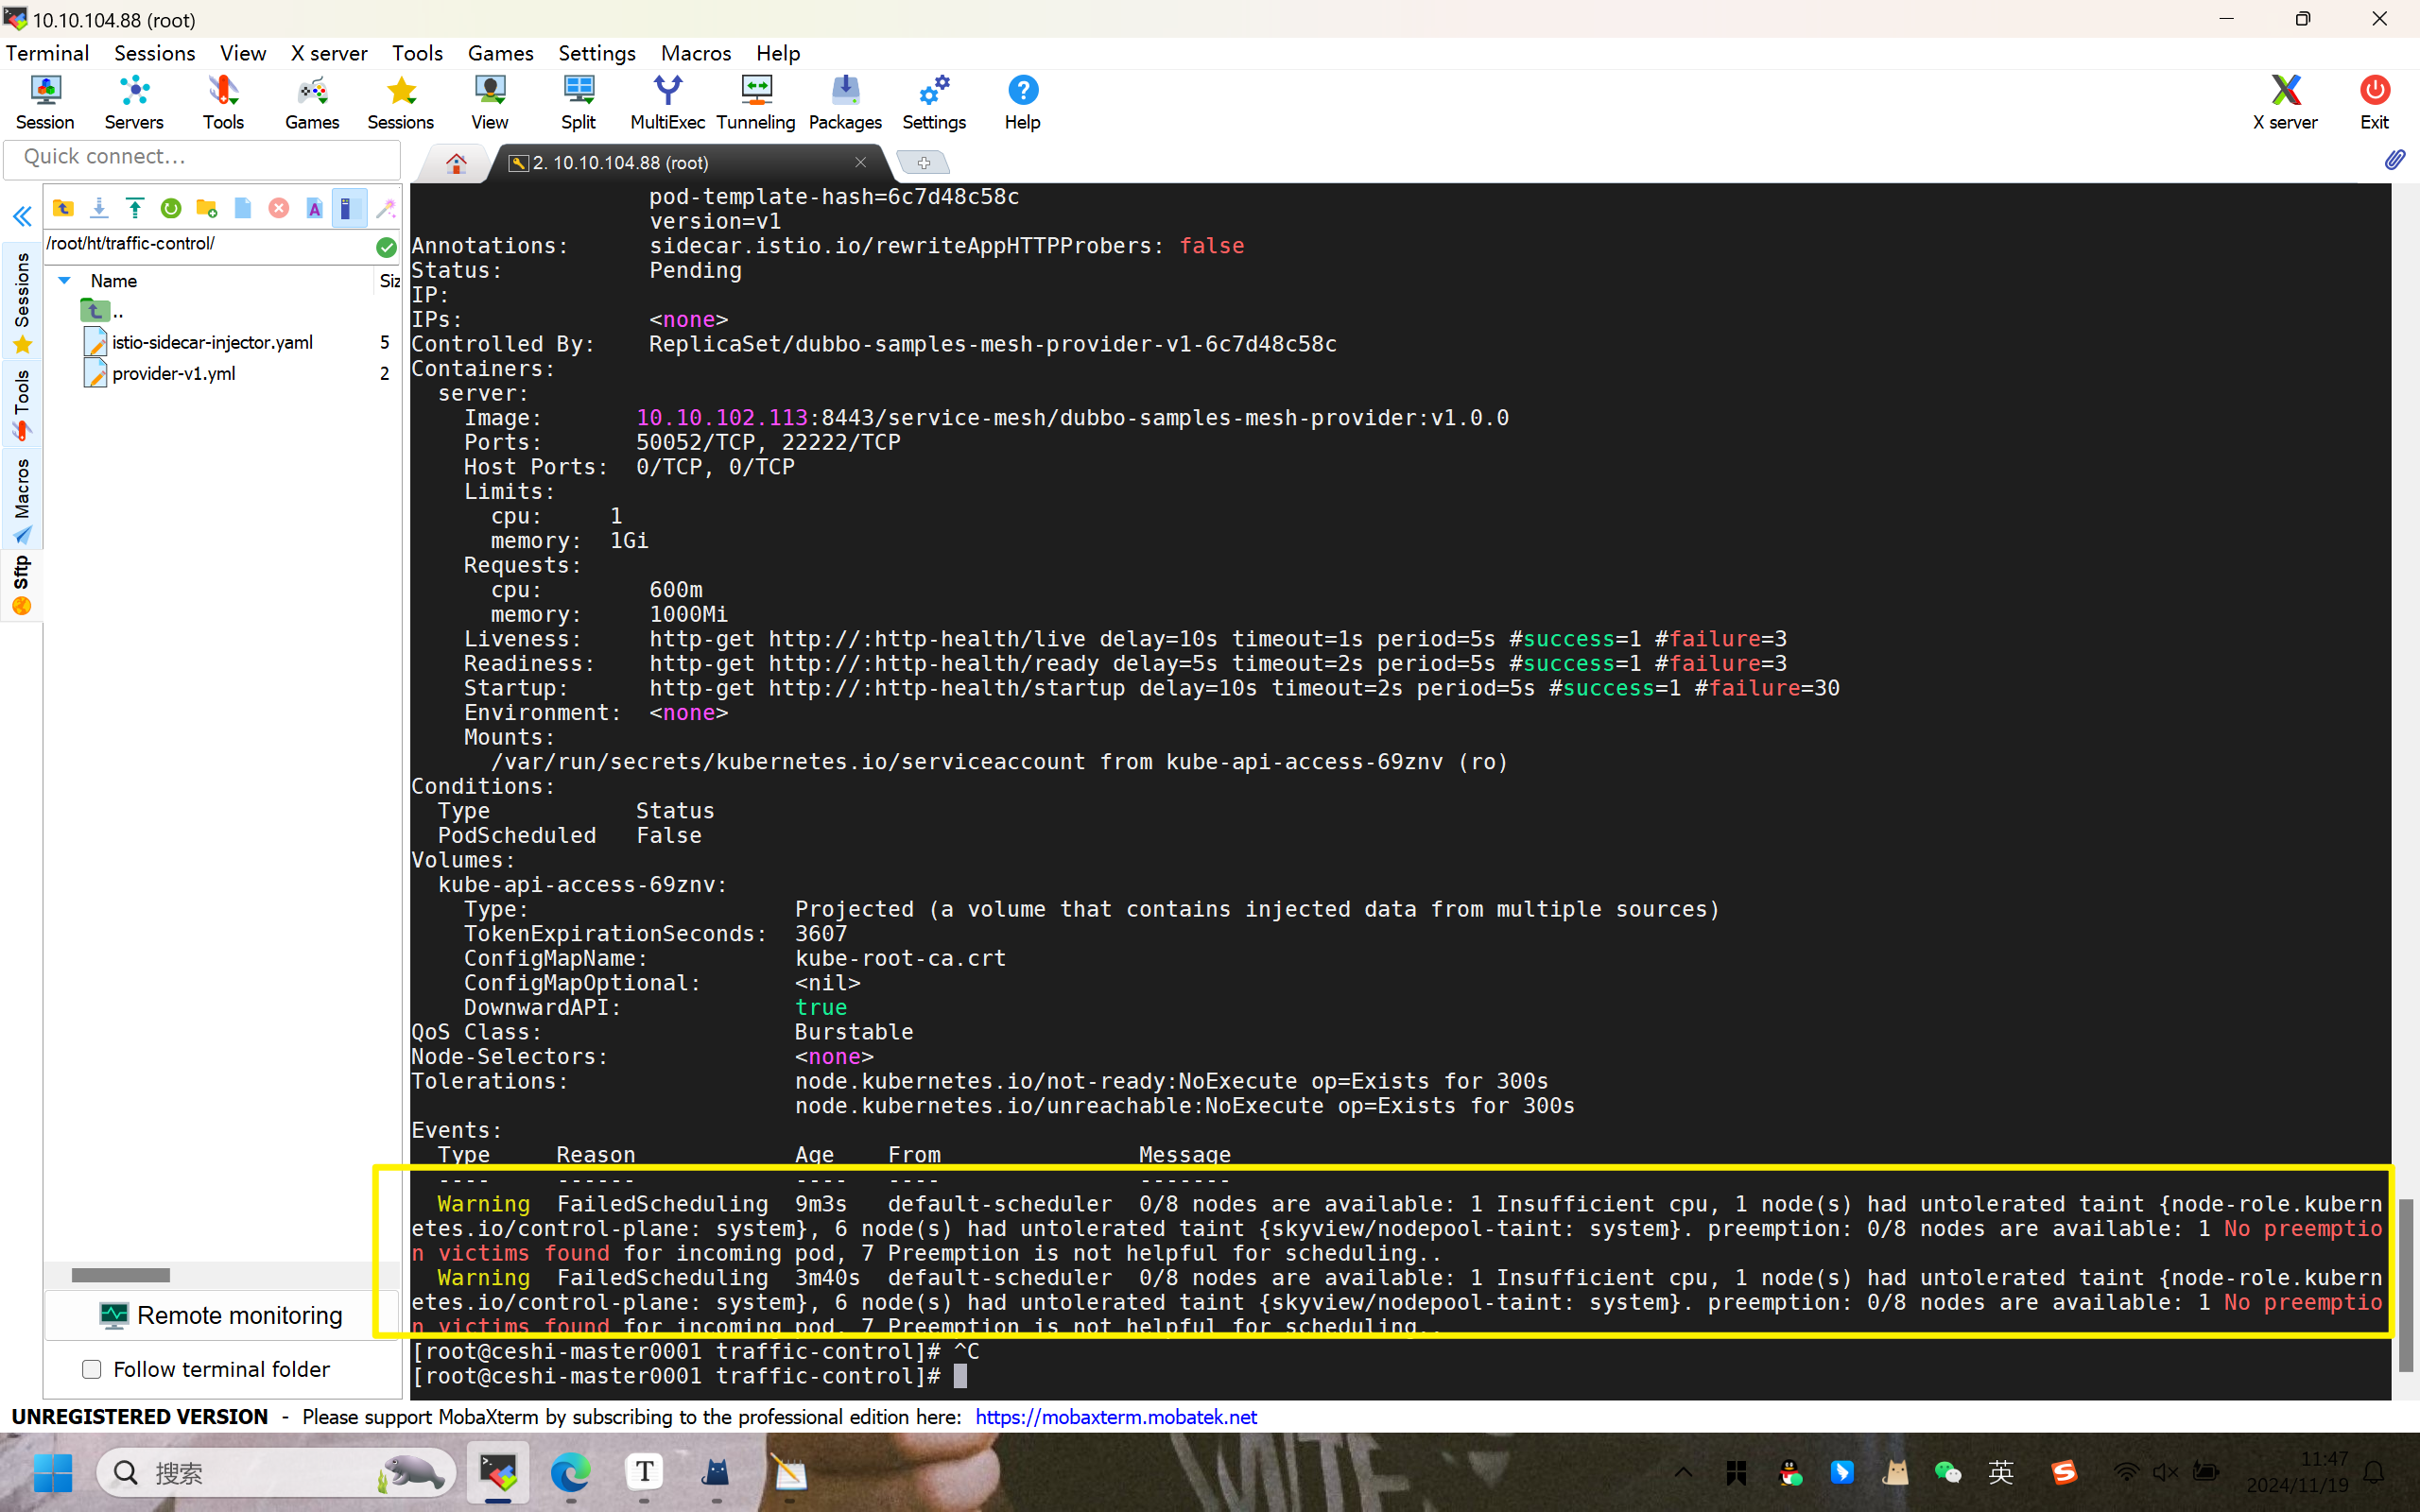 10.10.104.88 (root)
Terminal Sessions View X server Tools Games Settings Macros Help
Session Servers Tools Games Sessions View Split MultiExec Tunneling Packages Settings Help X server Exit
Quick connect...
2. 10.10.104.88 (root)
/root/ht/traffic-control/
Name Siz
..
istio-sidecar-injector.yaml 5
provider-v1.yml 2
Sessions
Tools
Macros
Sftp
pod-template-hash=6c7d48c58c
version=v1
Annotations: sidecar.istio.io/rewriteAppHTTPProbers: false
Status: Pending
IP:
IPs: <none>
Controlled By: ReplicaSet/dubbo-samples-mesh-provider-v1-6c7d48c58c
Containers:
server:
Image: 10.10.102.113:8443/service-mesh/dubbo-samples-mesh-provider:v1.0.0
Ports: 50052/TCP, 22222/TCP
Host Ports: 0/TCP, 0/TCP
Limits:
cpu: 1
memory: 1Gi
Requests:
cpu: 600m
memory: 1000Mi
Liveness: http-get http://:http-health/live delay=10s timeout=1s period=5s #success=1 #failure=3
Readiness: http-get http://:http-health/ready delay=5s timeout=2s period=5s #success=1 #failure=3
Startup: http-get http://:http-health/startup delay=10s timeout=2s period=5s #success=1 #failure=30
Environment: <none>
Mounts:
/var/run/secrets/kubernetes.io/serviceaccount from kube-api-access-69znv (ro)
Conditions:
Type Status
PodScheduled False
Volumes:
kube-api-access-69znv:
Type: Projected (a volume that contains injected data from multiple sources)
TokenExpirationSeconds: 3607
ConfigMapName: kube-root-ca.crt
ConfigMapOptional: <nil>
DownwardAPI: true
QoS Class: Burstable
Node-Selectors: <none>
Tolerations: node.kubernetes.io/not-ready:NoExecute op=Exists for 300s
node.kubernetes.io/unreachable:NoExecute op=Exists for 300s
Events:
Type Reason Age From Message
---- ------ ---- ---- -------
Warning FailedScheduling 9m3s default-scheduler 0/8 nodes are available: 1 Insufficient cpu, 1 node(s) had untolerated taint {node-role.kubern
etes.io/control-plane: system}, 6 node(s) had untolerated taint {skyview/nodepool-taint: system}. preemption: 0/8 nodes are available: 1 No preemptio
n victims found for incoming pod, 7 Preemption is not helpful for scheduling..
Warning FailedScheduling 3m40s default-scheduler 0/8 nodes are available: 1 Insufficient cpu, 1 node(s) had untolerated taint {node-role.kubern
etes.io/control-plane: system}, 6 node(s) had untolerated taint {skyview/nodepool-taint: system}. preemption: 0/8 nodes are available: 1 No preemptio
n victims found for incoming pod, 7 Preemption is not helpful for scheduling..
[root@ceshi-master0001 traffic-control]# ^C
[root@ceshi-master0001 traffic-control]#
Remote monitoring
Follow terminal folder
UNREGISTERED VERSION - Please support MobaXterm by subscribing to the professional edition here: https://mobaxterm.mobatek.net
搜索
英
11:47
2024/11/19